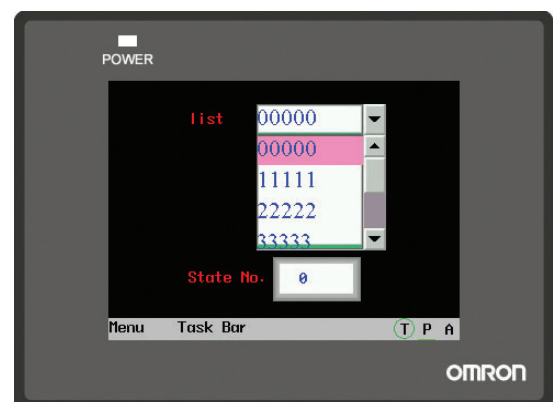 POWER
list 00000
00000
11111
22222
33333
State No. 0
Menu Task Bar T P A
OMRON